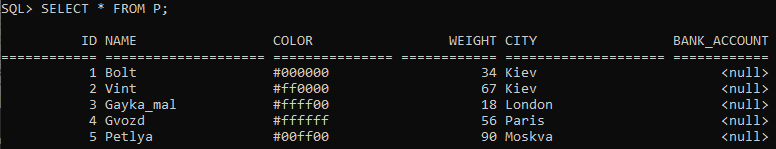 SQL> SELECT * FROM P;
ID NAME COLOR WEIGHT CITY BANK_ACCOUNT
============ ==================== =============== ============ ==================== ============
1 Bolt #000000 34 Kiev <null>
2 Vint #ff0000 67 Kiev <null>
3 Gayka_mal #ffff00 18 London <null>
4 Gvozd #ffffff 56 Paris <null>
5 Petlya #00ff00 90 Moskva <null>